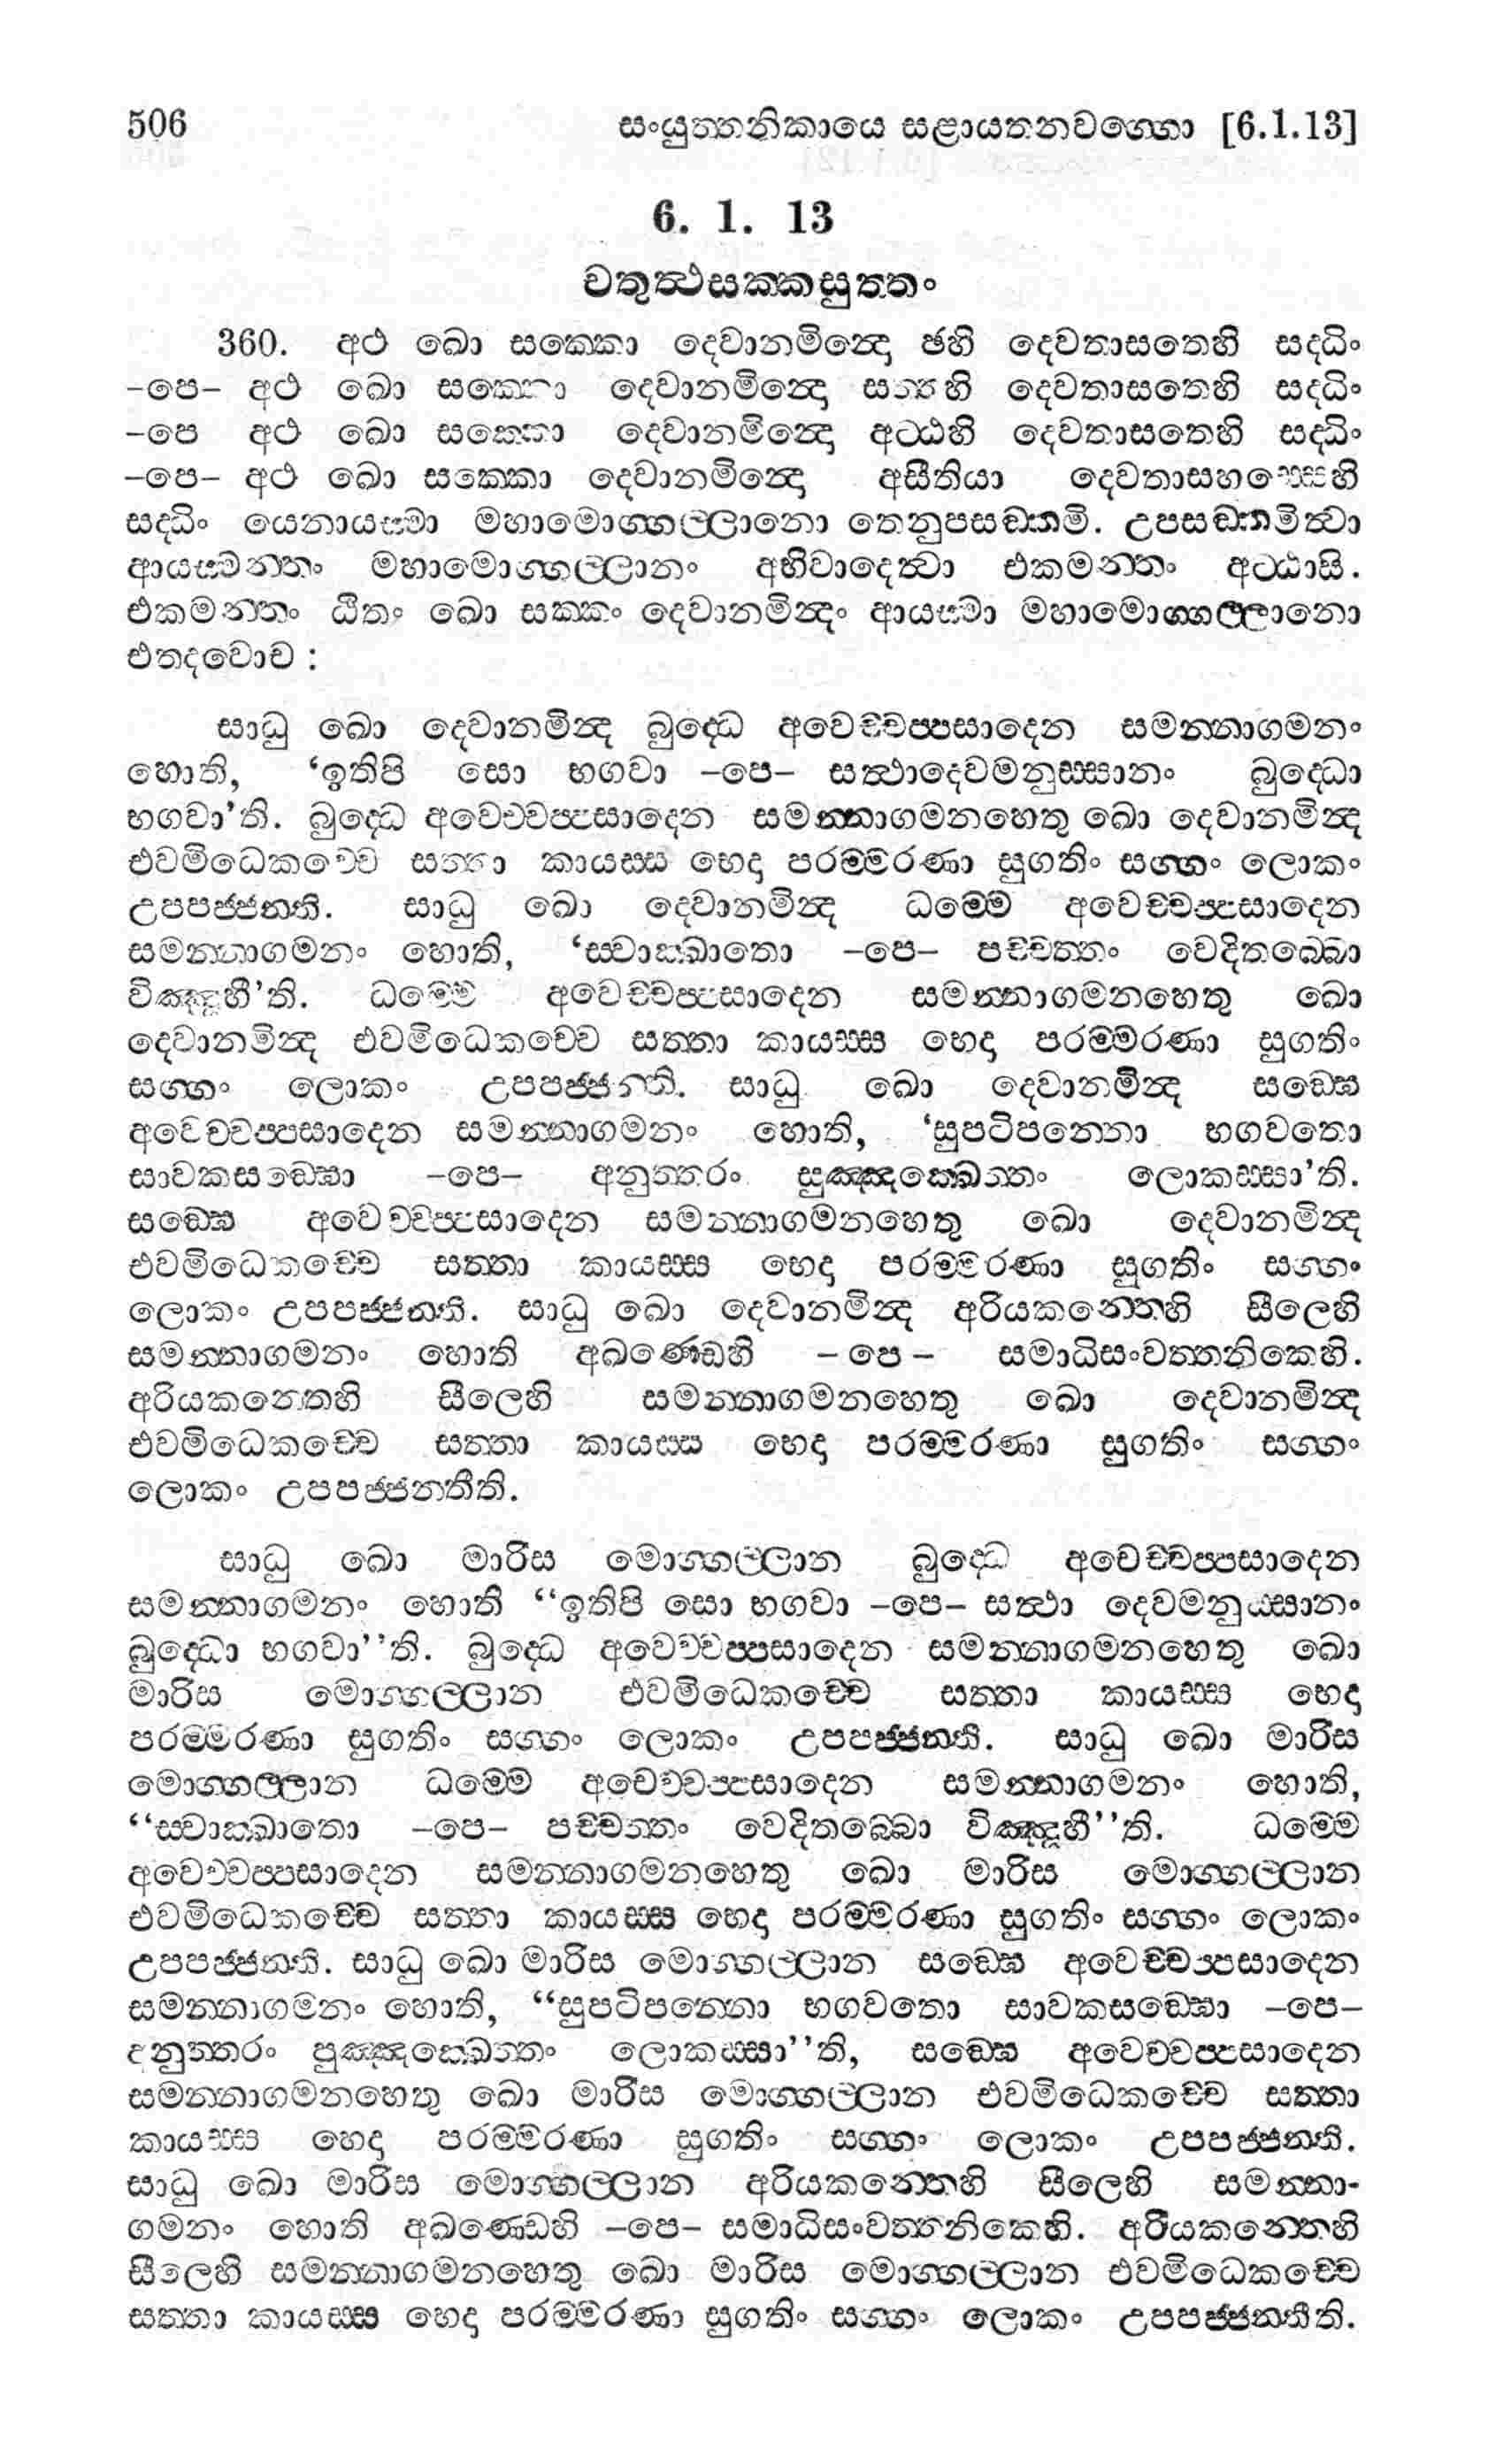 506 සංයුත්තනිකායෙ සළායතනවග්ගො [6.1.13]
6. 1. 13
චතුත්ථසක්කසුත්තං
360. අථ ඛො සක්කො දෙවානමින්දො ඡහි දෙවතාසතෙහි සද්ධිං
–පෙ– අථ ඛො සක්කො දෙවානමින්දො සත්තහි දෙවතාසතෙහි සද්ධිං
–පෙ අථ ඛො සක්කො දෙවානමින්දො අට්ඨහි දෙවතාසතෙහි සද්ධිං
–පෙ– අථ ඛො සක්කො දෙවානමින්දො අසීතියා දෙවතාසහස්සෙහි
සද්ධිං යෙනායස්මා මහාමොග්ගල්ලානො තෙනුපසඞ්කමි. උපසඞ්කමිත්වා
ආයස්මන්තං මහාමොග්ගල්ලානං අභිවාදෙත්වා එකමන්තං අට්ඨාසි.
එකමන්තං ඨිතං ඛො සක්කං දෙවානමින්දං ආයස්මා මහාමොග්ගල්ලානො
එතදවොච :
සාධු ඛො දෙවානමින්ද බුද්ධෙ අවෙච්චප්පසාදෙන සමන්නාගමනං
හොති, ‘ඉතිපි සො භගවා –පෙ– සත්ථාදෙවමනුස්සානං බුද්ධො
භගවා’ති. බුද්ධෙ අවෙච්චප්පසාදෙන සමන්නාගමනහෙතු ඛො දෙවානමින්ද
එවමිධෙකච්චෙ සත්තා කායස්ස භෙදා පරම්මරණා සුගතිං සග්ගං ලොකං
උපපජ්ජන්ති. සාධු ඛො දෙවානමින්ද ධම්මෙ අවෙච්චප්පසාදෙන
සමන්නාගමනං හොති, ‘ස්වාක්ඛාතො –පෙ– පච්චත්තං වෙදිතබ්බො
විඤ්ඤූහී’ති. ධම්මෙ අවෙච්චප්පසාදෙන සමන්නාගමනහෙතු ඛො
දෙවානමින්ද එවමිධෙකච්චෙ සත්තා කායස්ස භෙදා පරම්මරණා සුගතිං
සග්ගං ලොකං උපපජ්ජන්ති. සාධු ඛො දෙවානමින්ද සඞ්ඝෙ
අවෙච්චප්පසාදෙන සමන්නාගමනං හොති, ‘සුපටිපන්නො භගවතො
සාවකසඞ්ඝො –පෙ– අනුත්තරං පුඤ්ඤක්ඛෙත්තං ලොකස්සා’ති.
සඞ්ඝෙ අවෙච්චප්පසාදෙන සමන්නාගමනහෙතු ඛො දෙවානමින්ද
එවමිධෙකච්චෙ සත්තා කායස්ස භෙදා පරම්මරණා සුගතිං සග්ගං
ලොකං උපපජ්ජන්ති. සාධු ඛො දෙවානමින්ද අරියකන්තෙහි සීලෙහි
සමන්නාගමනං හොති අඛණ්ඩෙහි – පෙ – සමාධිසංවත්තනිකෙහි.
අරියකන්තෙහි සීලෙහි සමන්නාගමනහෙතු ඛො දෙවානමින්ද
එවමිධෙකච්චෙ සත්තා කායස්ස භෙදා පරම්මරණා සුගතිං සග්ගං
ලොකං උපපජ්ජනතීති.
සාධු ඛො මාරිස මොග්ගල්ලාන බුද්ධෙ අවෙච්චප්පසාදෙන
සමන්නාගමනං හොති “ඉතිපි සො භගවා –පෙ– සත්ථා දෙවමනුස්සානං
බුද්ධො භගවා”ති. බුද්ධෙ අවෙච්චප්පසාදෙන සමන්නාගමනහෙතු ඛො
මාරිස මොග්ගල්ලාන එවමිධෙකච්චෙ සත්තා කායස්ස භෙදා
පරම්මරණා සුගතිං සග්ගං ලොකං උපපජ්ජන්ති. සාධු ඛො මාරිස
මොග්ගල්ලාන ධම්මෙ අවෙච්චප්පසාදෙන සමන්නාගමනං හොති,
“ස්වාක්ඛාතො –පෙ– පච්චත්තං වෙදිතබ්බො විඤ්ඤූහී”ති. ධම්මෙ
අවෙච්චප්පසාදෙන සමන්නාගමනහෙතු ඛො මාරිස මොග්ගල්ලාන
එවමිධෙකච්චෙ සත්තා කායස්ස භෙදා පරම්මරණා සුගතිං සග්ගං ලොකං
උපපජ්ජන්ති. සාධු ඛො මාරිස මොග්ගල්ලාන සඞ්ඝෙ අවෙච්චප්පසාදෙන
සමන්නාගමනං හොති, “සුපටිපන්නො භගවතො සාවකසඞ්ඝො –පෙ–
අනුත්තරං පුඤ්ඤක්ඛෙත්තං ලොකස්සා”ති, සඞ්ඝෙ අවෙච්චප්පසාදෙන
සමන්නාගමනහෙතු ඛො මාරිස මොග්ගල්ලාන එවමිධෙකච්චෙ සත්තා
කායස්ස භෙදා පරම්මරණා සුගතිං සග්ගං ලොකං උපපජ්ජන්ති.
සාධු ඛො මාරිස මොග්ගල්ලාන අරියකන්තෙහි සීලෙහි සමන්නා-
ගමනං හොති අඛණ්ඩෙහි –පෙ– සමාධිසංවත්තනිකෙහි. අරියකන්තෙහි
සීලෙහි සමන්නාගමනහෙතු ඛො මාරිස මොග්ගල්ලාන එවමිධෙකච්චෙ
සත්තා කායස්ස භෙදා පරම්මරණා සුගතිං සග්ගං ලොකං උපපජ්ජන්තීති.